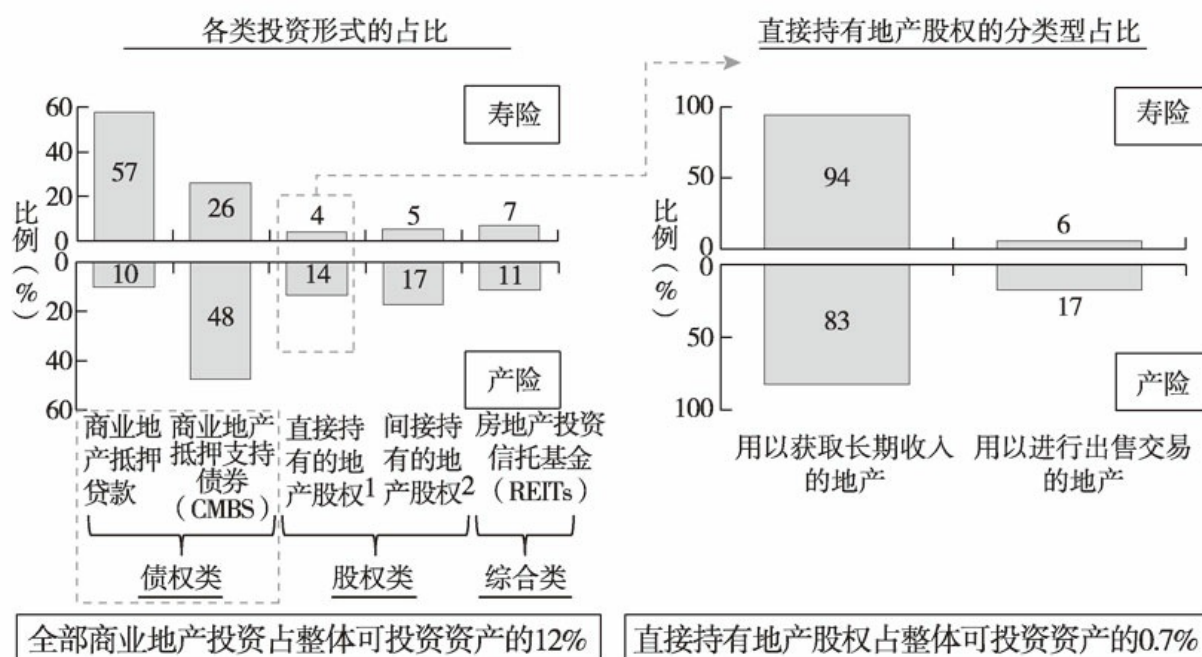 各类投资形式的占比
比例(%)
60
40
20
0
寿险
57
26
4
5
7
0
20
40
60
10
48
14
17
11
产险
商业地
产抵押
贷款
商业地产
抵押支持
债券
(CMBS)
直接持
有的地
产股权1
间接持
有的地
产股权2
房地产投资
信托基金
(REITs)
债权类
股权类
综合类
全部商业地产投资占整体可投资资产的12%
直接持有地产股权的分类型占比
比例(%)
100
50
0
寿险
94
6
0
50
100
83
17
产险
用以获取长期收入
的地产
用以进行出售交易
的地产
直接持有地产股权占整体可投资资产的0.7%